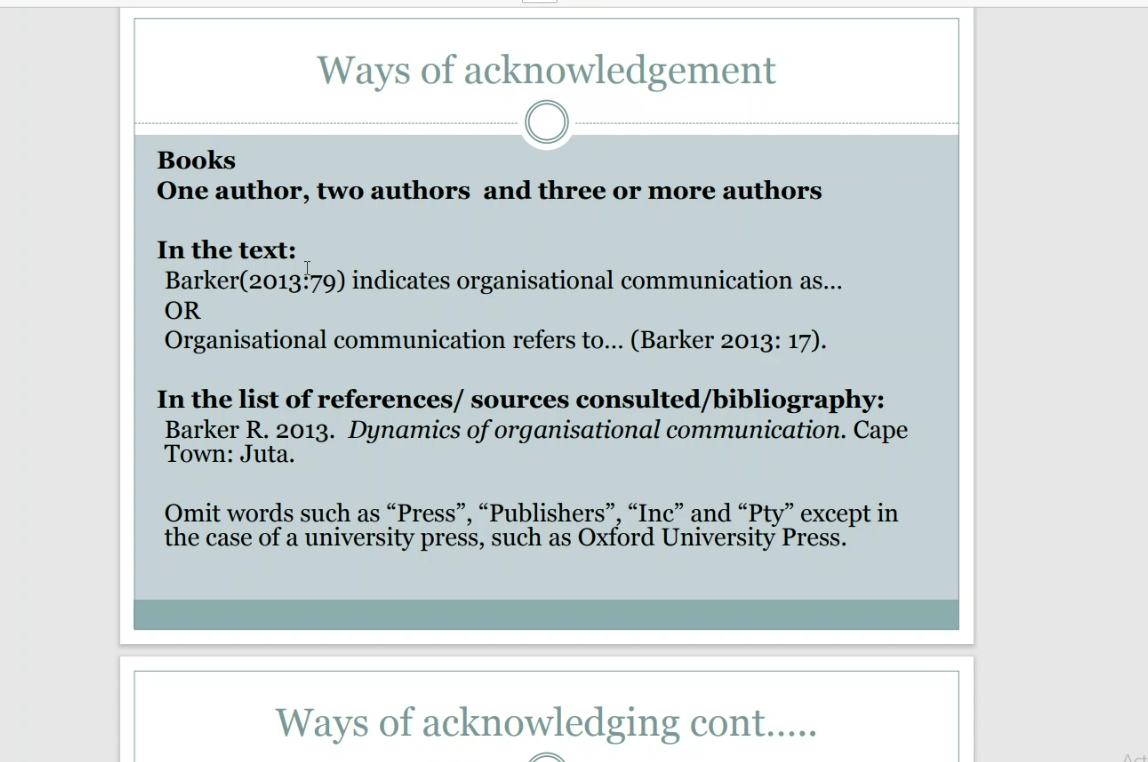 Ways of acknowledgement
Books
One author, two authors  and three or more authors
In the text:
Barker(2013:79) indicates organisational communication as…
OR
Organisational communication refers to… (Barker 2013: 17).
In the list of references/ sources consulted/bibliography:
Barker R. 2013.  Dynamics of organisational communication. Cape
Town: Juta.
Omit words such as “Press”, “Publishers”, “Inc” and “Pty” except in
the case of a university press, such as Oxford University Press.
Ways of acknowledging cont…..